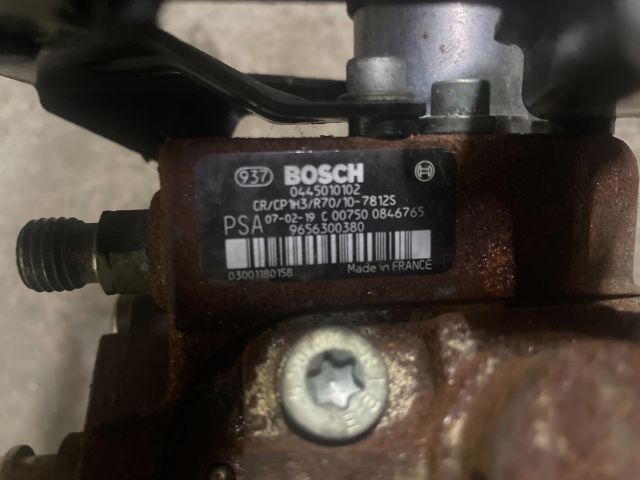 937 BOSCH
0445010102
CR/CP1H3/R70/10-7812S
PSA 07-02-19 C 00750 0846765
9656300380
03001180158 Made in FRANCE